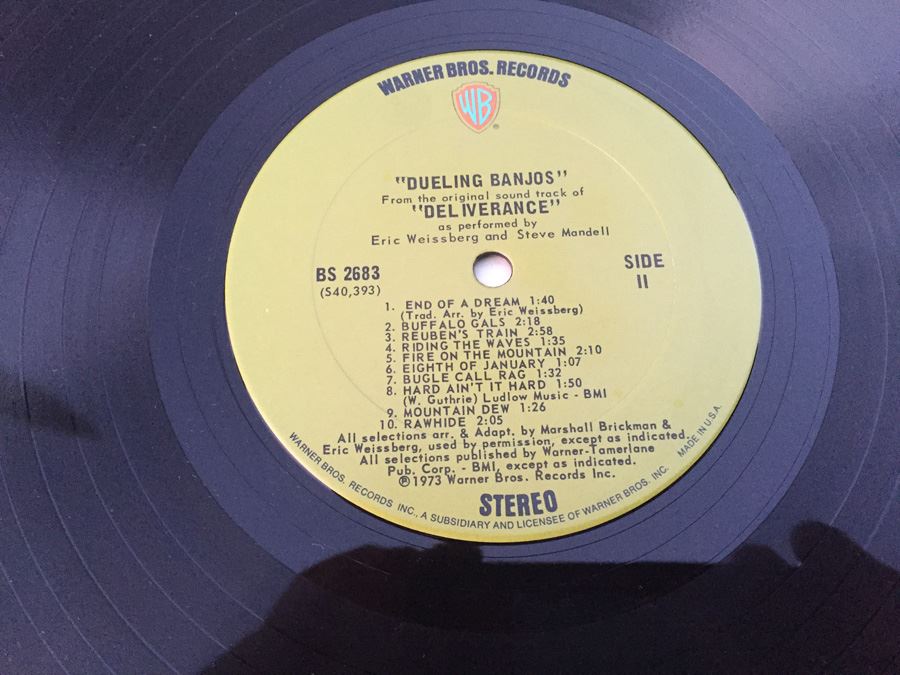 WARNER BROS. RECORDS
WB
®
"DUELING BANJOS"
From the original sound track of
"DELIVERANCE"
as performed by
Eric Weissberg and Steve Mandell
BS 2683
(S40,393)
SIDE
II
1. END OF A DREAM 1:40
(Trad. Arr. by Eric Weissberg)
2. BUFFALO GALS 2:18
3. REUBEN'S TRAIN 2:58
4. RIDING THE WAVES 1:35
5. FIRE ON THE MOUNTAIN 2:10
6. EIGHTH OF JANUARY 1:07
7. BUGLE CALL RAG 1:32
8. HARD AIN'T IT HARD 1:50
(W. Guthrie) Ludlow Music - BMI
9. MOUNTAIN DEW 1:26
10. RAWHIDE 2:05
All selections arr. & Adapt. by Marshall Brickman &
Eric Weissberg, used by permission, except as indicated.
All selections published by Warner-Tamerlane
Pub. Corp. - BMI, except as indicated.
℗1973 Warner Bros. Records Inc.
STEREO
WARNER BROS. RECORDS INC., A SUBSIDIARY AND LICENSEE OF WARNER BROS. INC. MADE IN U.S.A.